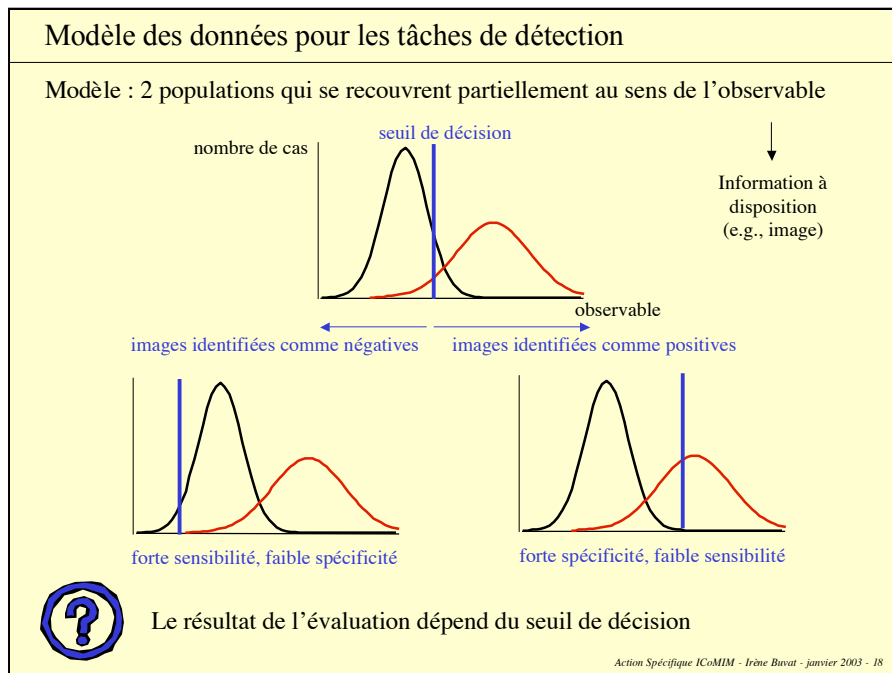 Modèle des données pour les tâches de détection
Modèle : 2 populations qui se recouvrent partiellement au sens de l'observable
seuil de décision
nombre de cas
Information à
disposition
(e.g., image)
observable
images identifiées comme négatives
images identifiées comme positives
forte sensibilité, faible spécificité
forte spécificité, faible sensibilité
?
Le résultat de l'évaluation dépend du seuil de décision
Action Spécifique ICoMIM - Irène Buvat - janvier 2003 - 18